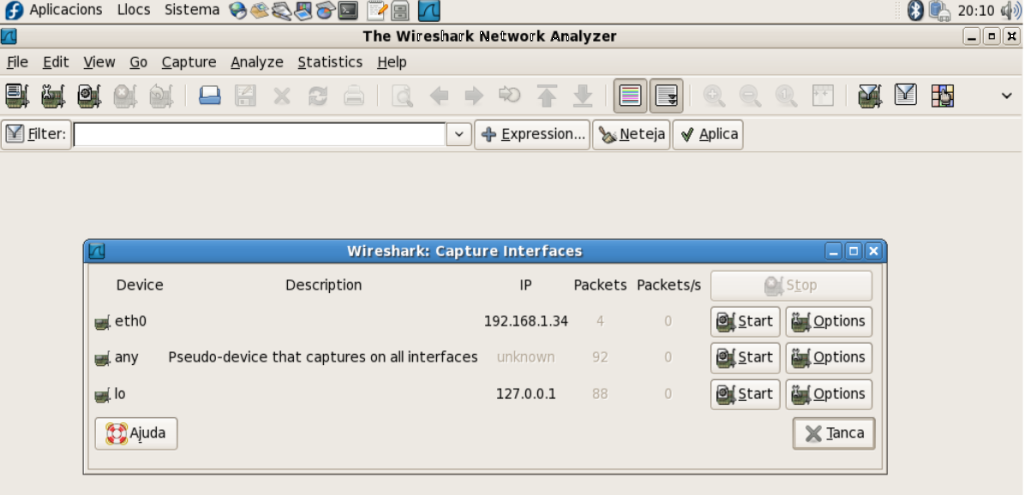 Aplicacions Llocs Sistema 20:10
The Wireshark Network Analyzer
File Edit View Go Capture Analyze Statistics Help
Filter: Expression... Neteja Aplica
Wireshark: Capture Interfaces
Device Description IP Packets Packets/s Stop
eth0 192.168.1.34 4 0 Start Options
any Pseudo-device that captures on all interfaces unknown 92 0 Start Options
lo 127.0.0.1 88 0 Start Options
Ajuda Tanca